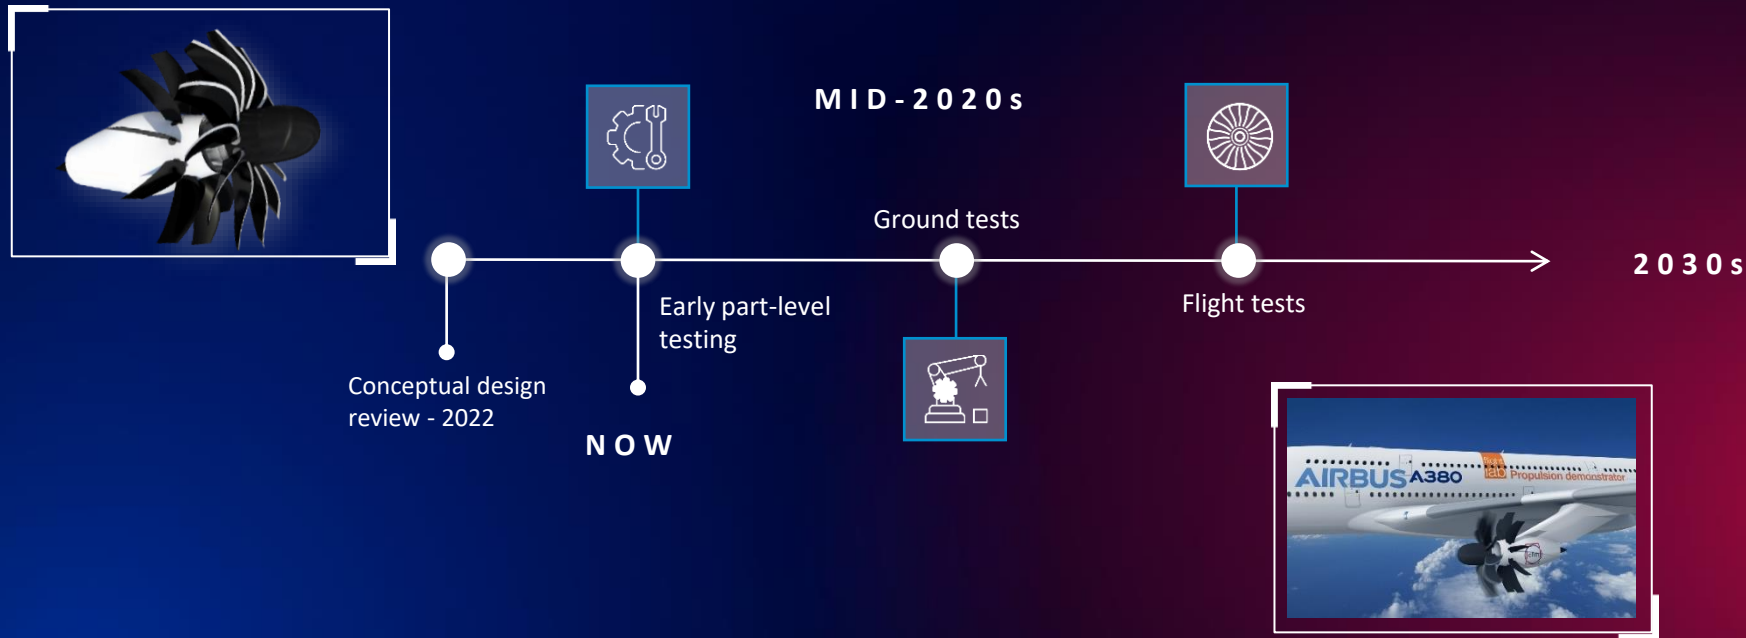 MID-2020s
Ground tests
2030s
Early part-level
testing
Flight tests
Conceptual design
review - 2022
NOW
AIRBUS A380
lab Propulsion demonstrator